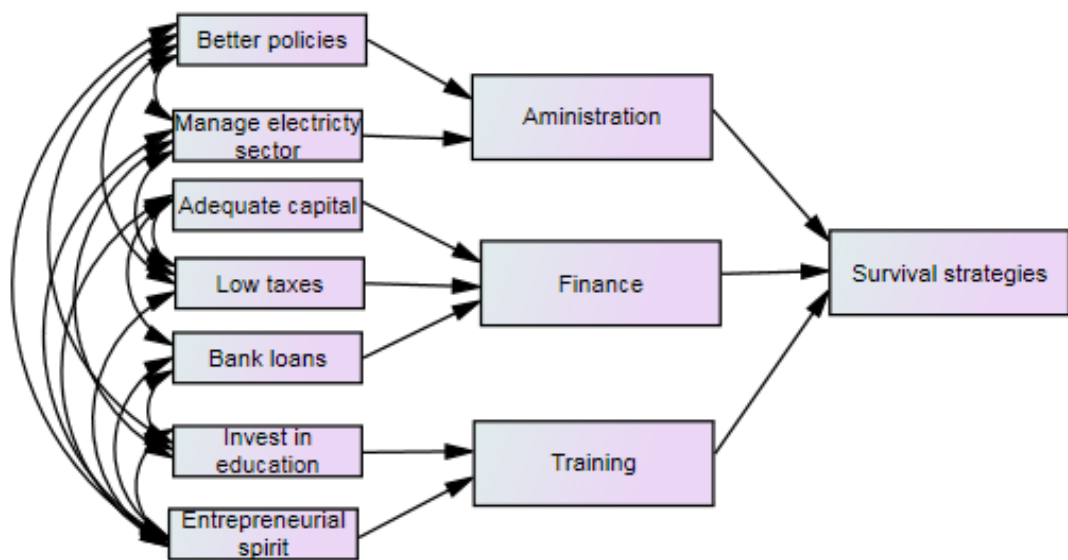 Better policies
Manage electricty
sector
Adequate capital
Low taxes
Bank loans
Invest in
education
Entrepreneurial
spirit
Aministration
Finance
Training
Survival strategies